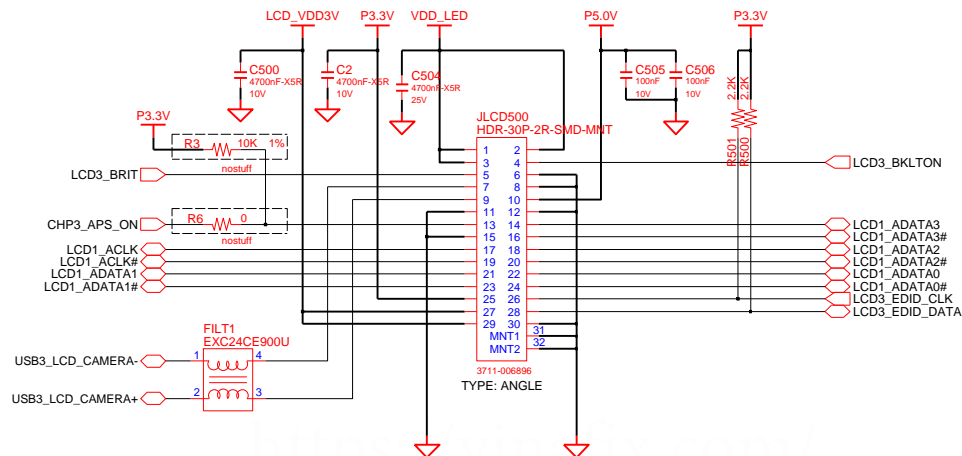 LCD_VDD3V P3.3V VDD_LED P5.0V P3.3V
C500
4700nF-X5R
10V
C2
4700nF-X5R
10V
C504
4700nF-X5R
25V
C505
100nF
10V
C506
100nF
10V
2.2K
2.2K
R501
R500
P3.3V
R3 10K 1%
nostuff
JLCD500
HDR-30P-2R-SMD-MNT
1 2
3 4 LCD3_BKLTON
LCD3_BRIT 5 6
7 8
9 10
11 12
CHP3_APS_ON R6 0 13 14 LCD1_ADATA3
nostuff 15 16 LCD1_ADATA3#
LCD1_ACLK 17 18 LCD1_ADATA2
LCD1_ACLK# 19 20 LCD1_ADATA2#
LCD1_ADATA1 21 22 LCD1_ADATA0
LCD1_ADATA1# 23 24 LCD1_ADATA0#
25 26 LCD3_EDID_CLK
27 28 LCD3_EDID_DATA
29 30
MNT1 31
MNT2 32
3711-006896
TYPE: ANGLE
FILT1
EXC24CE900U
USB3_LCD_CAMERA- 1 4
USB3_LCD_CAMERA+ 2 3